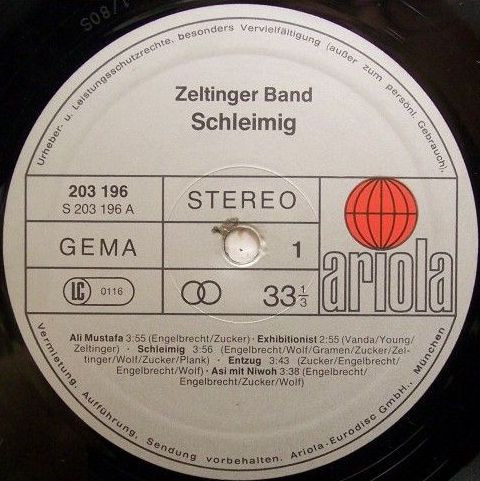 Urheber- u. Leistungsschutzrechte, besonders Vervielfältigung (außer zum persönl. Gebrauch).
Zeltinger Band
Schleimig
203 196
S 203 196 A
STEREO
GEMA
1
LC 0116
33 1/3
ariola
Ali Mustafa 3:55 (Engelbrecht/Zucker) · Exhibitionist 2:55 (Vanda/Young/
Zeltinger) · Schleimig 3:56 (Engelbrecht/Wolf/Gramen/Zucker/Zel-
tinger/Wolf/Zucker/Plank) · Entzug 3:43 (Zucker/Engelbrecht/
Engelbrecht/Wolf) · Asi mit Niwoh 3:38 (Engelbrecht/
Engelbrecht/Zucker/Wolf)
Vermietung, Aufführung, Sendung vorbehalten. Ariola-Eurodisc GmbH., München